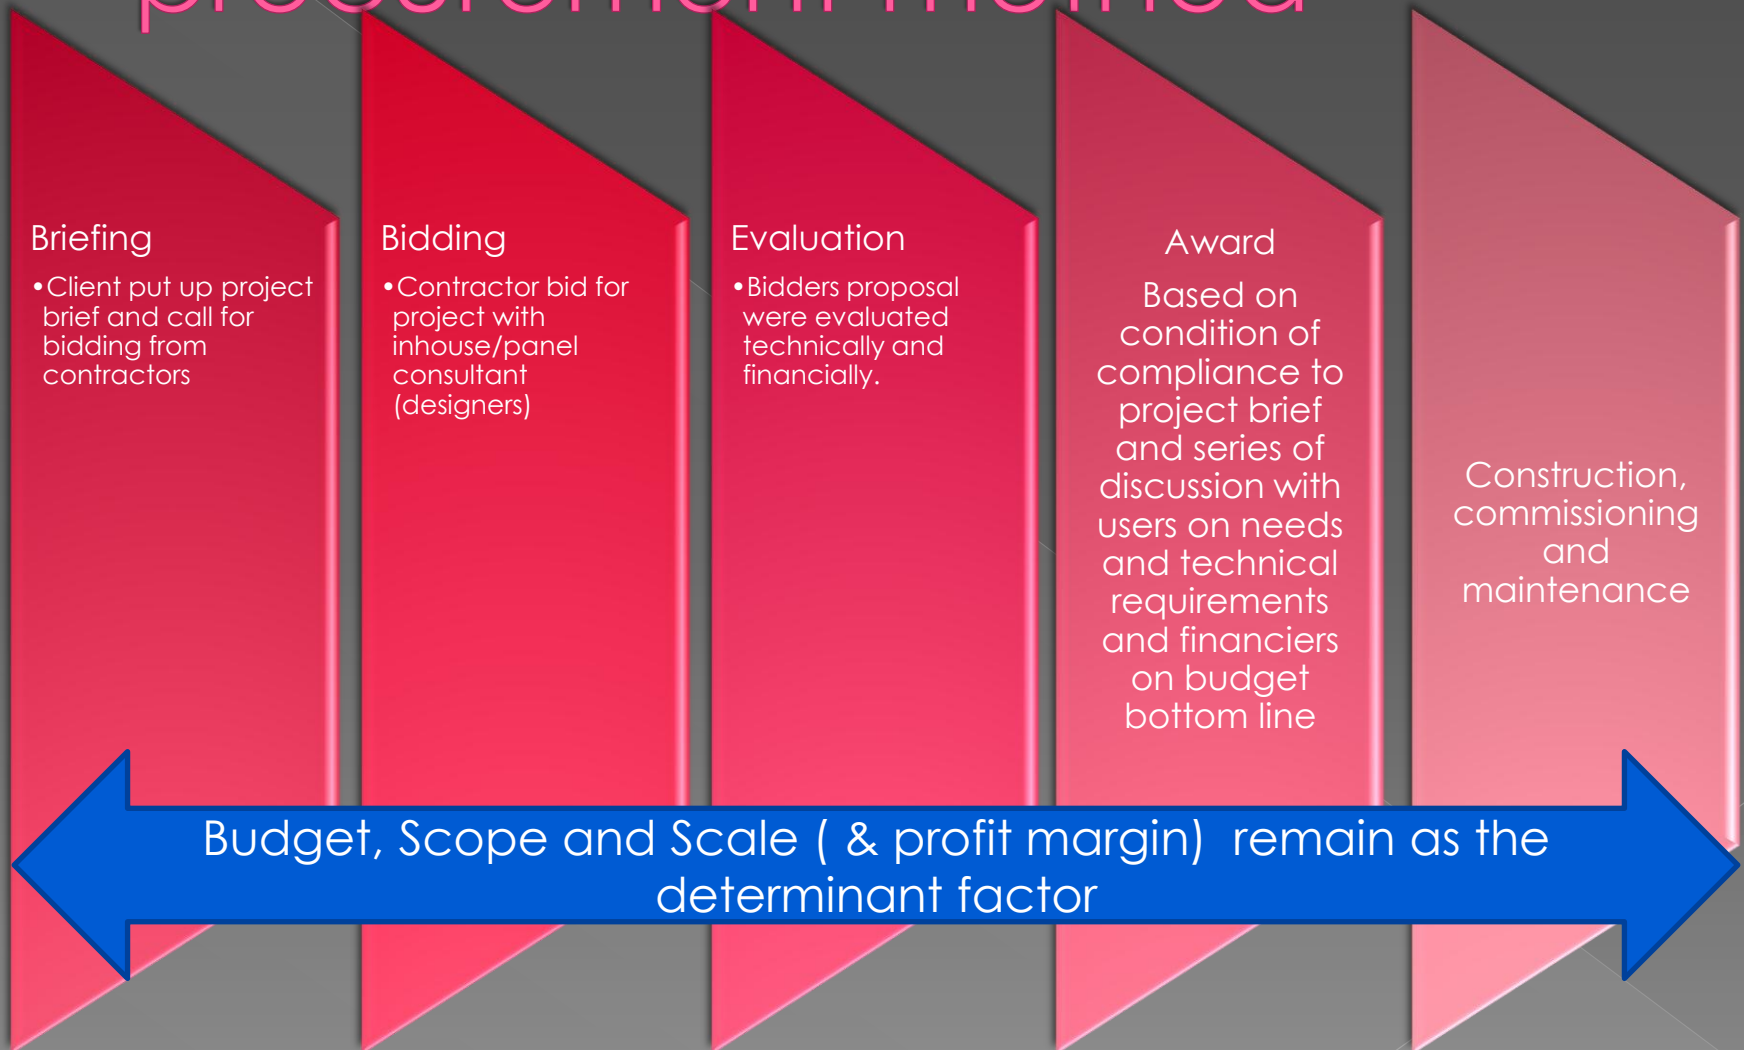 procurement method
Briefing
•Client put up project
brief and call for
bidding from
contractors
Bidding
•Contractor bid for
project with
inhouse/panel
consultant
(designers)
Evaluation
•Bidders proposal
were evaluated
technically and
financially.
Award
Based on
condition of
compliance to
project brief
and series of
discussion with
users on needs
and technical
requirements
and financiers
on budget
bottom line
Construction,
commissioning
and
maintenance
Budget, Scope and Scale ( & profit margin) remain as the
determinant factor